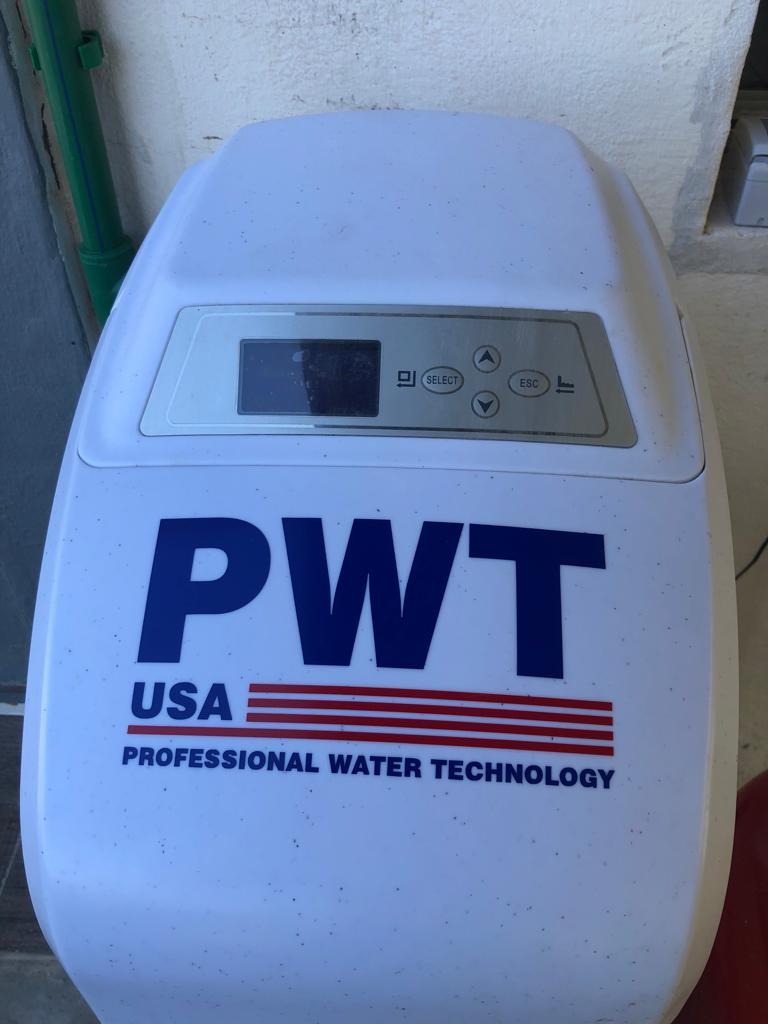 SELECT
ESC
PWT
USA
PROFESSIONAL WATER TECHNOLOGY